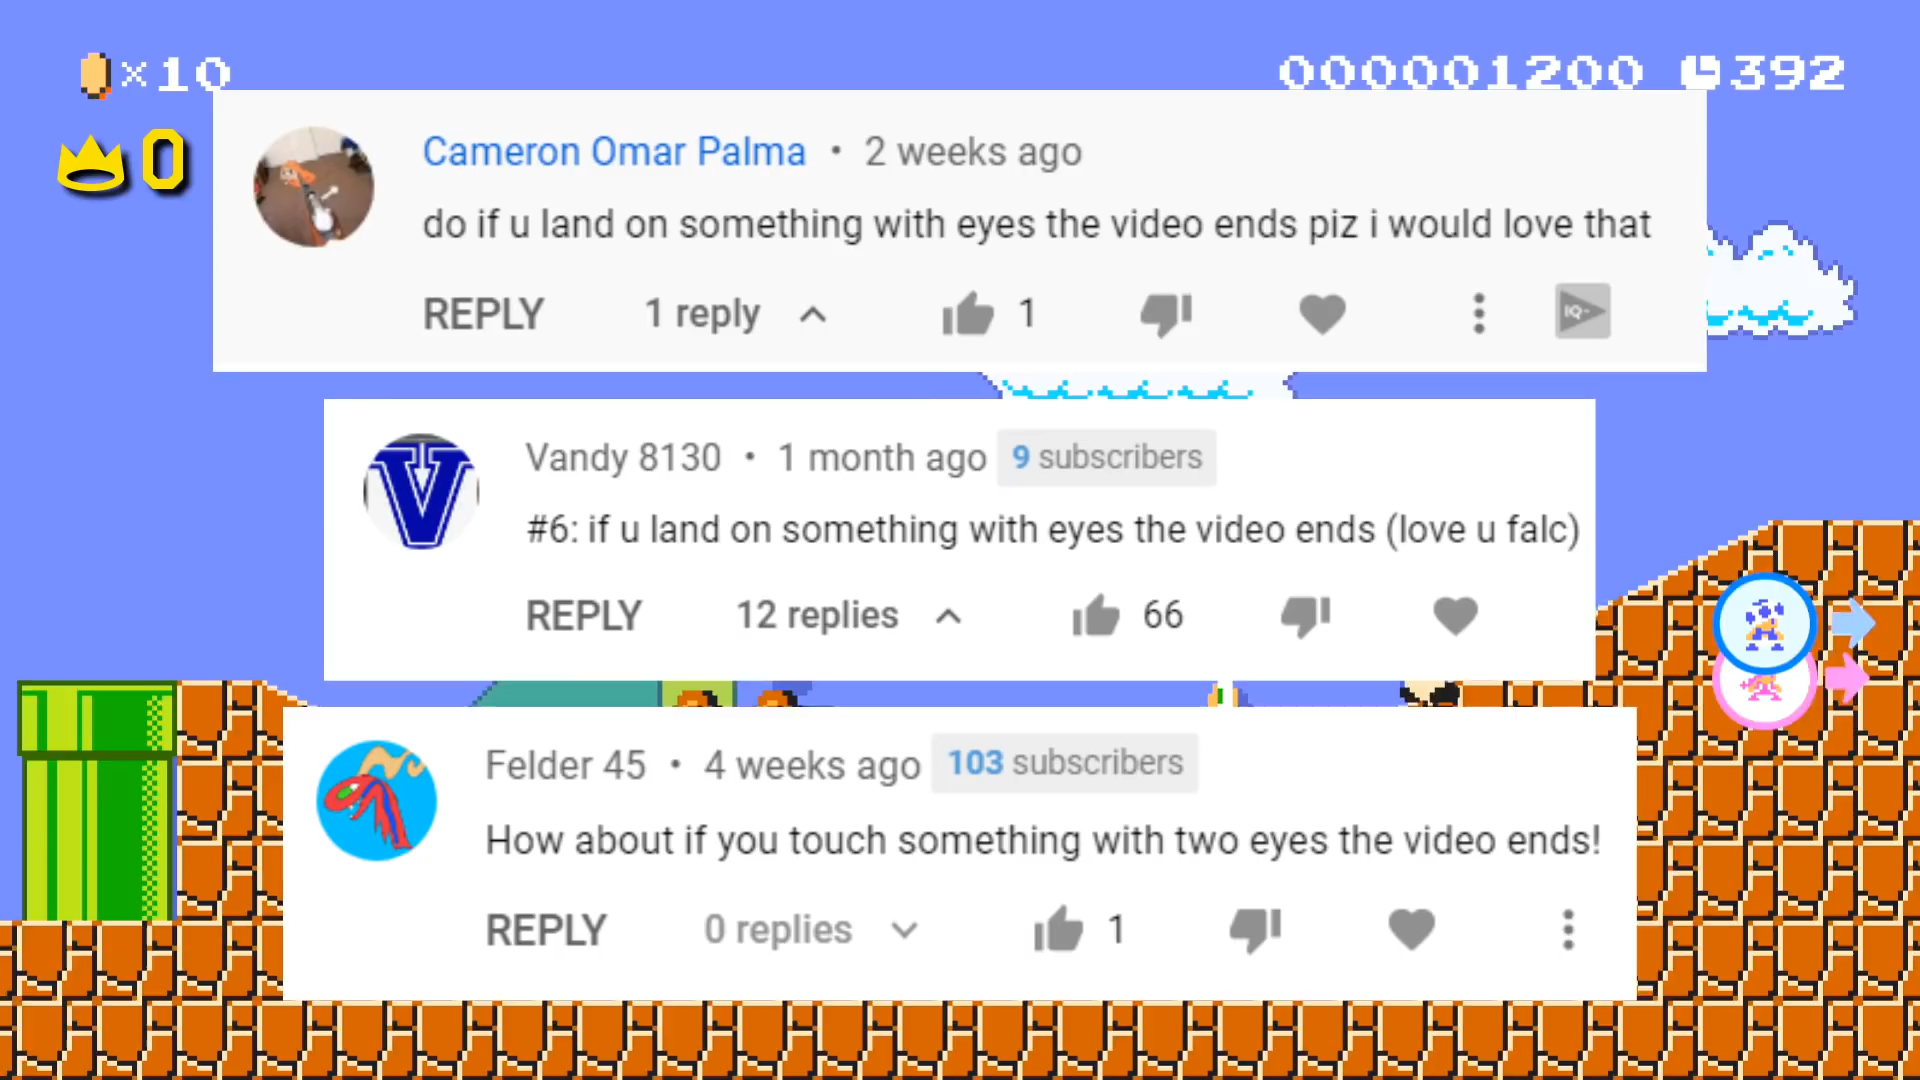 ×10
000001200 392
0
Cameron Omar Palma • 2 weeks ago
do if u land on something with eyes the video ends piz i would love that
REPLY 1 reply 1 IQ
V
Vandy 8130 • 1 month ago 9 subscribers
#6: if u land on something with eyes the video ends (love u falc)
REPLY 12 replies 66
Felder 45 • 4 weeks ago 103 subscribers
How about if you touch something with two eyes the video ends!
REPLY 0 replies 1